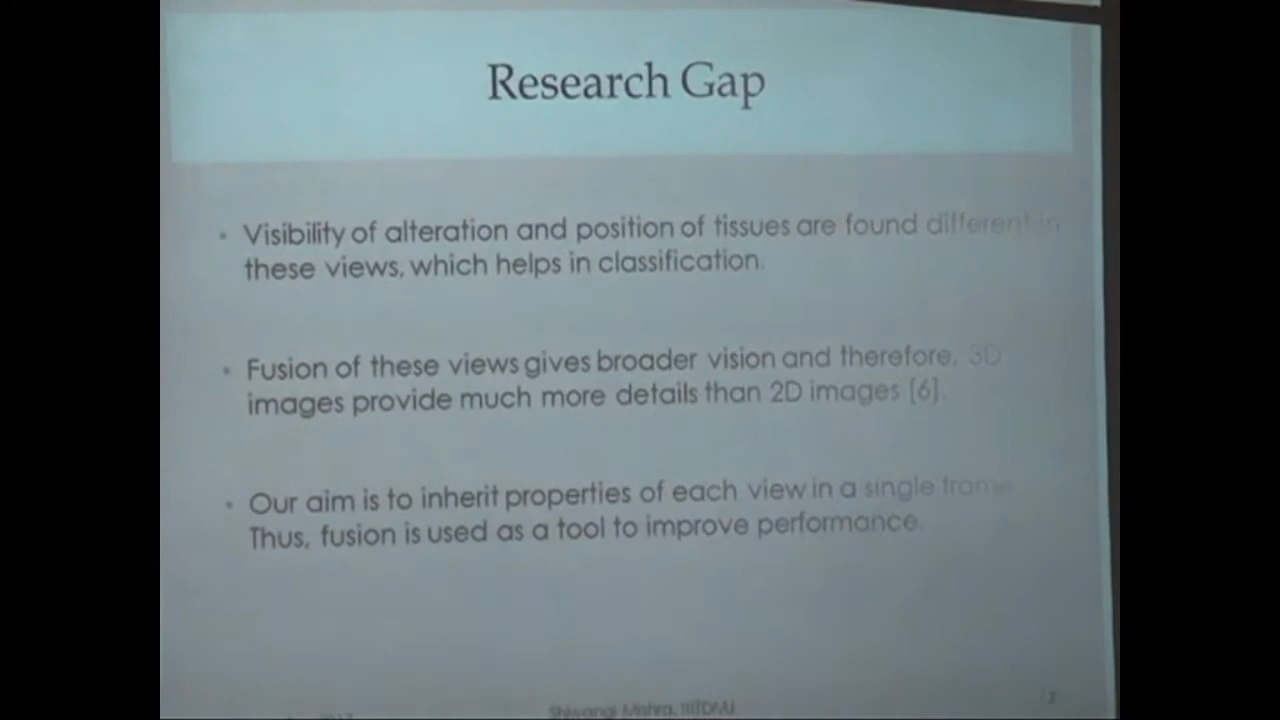 Research Gap
• Visibility of alteration and position of tissues are found different in
these views, which helps in classification.
• Fusion of these views gives broader vision and therefore, 3D
images provide much more details than 2D images [6].
• Our aim is to inherit properties of each view in a single frame
Thus, fusion is used as a tool to improve performance
Mishra, IIITDMJ